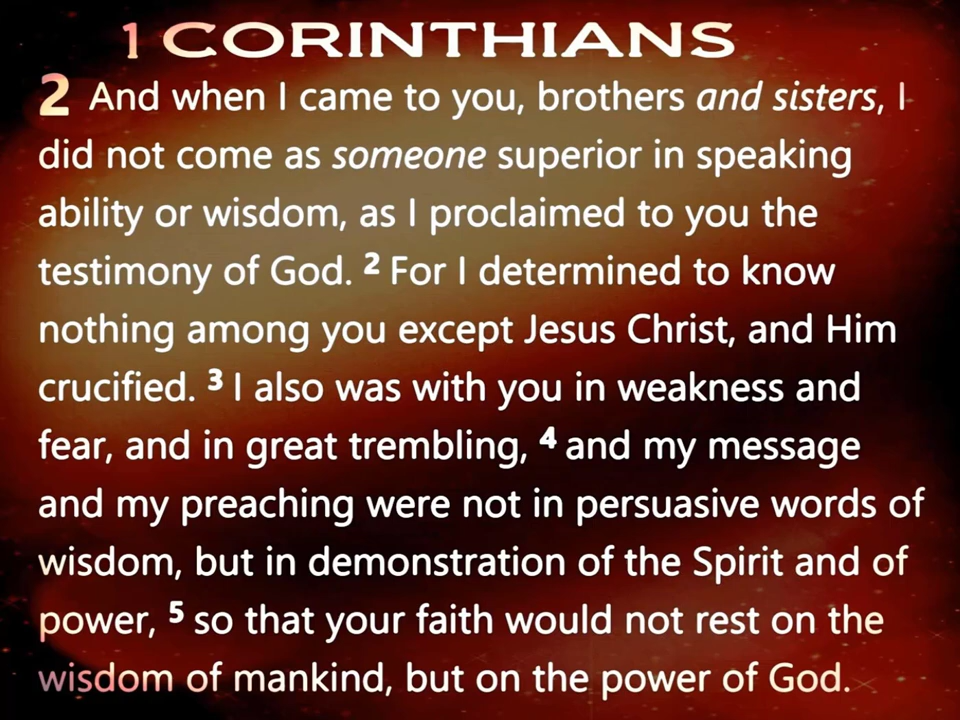 1 CORINTHIANS
2 And when I came to you, brothers and sisters, I
did not come as someone superior in speaking
ability or wisdom, as I proclaimed to you the
testimony of God. 2 For I determined to know
nothing among you except Jesus Christ, and Him
crucified. 3 I also was with you in weakness and
fear, and in great trembling, 4 and my message
and my preaching were not in persuasive words of
wisdom, but in demonstration of the Spirit and of
power, 5 so that your faith would not rest on the
wisdom of mankind, but on the power of God.